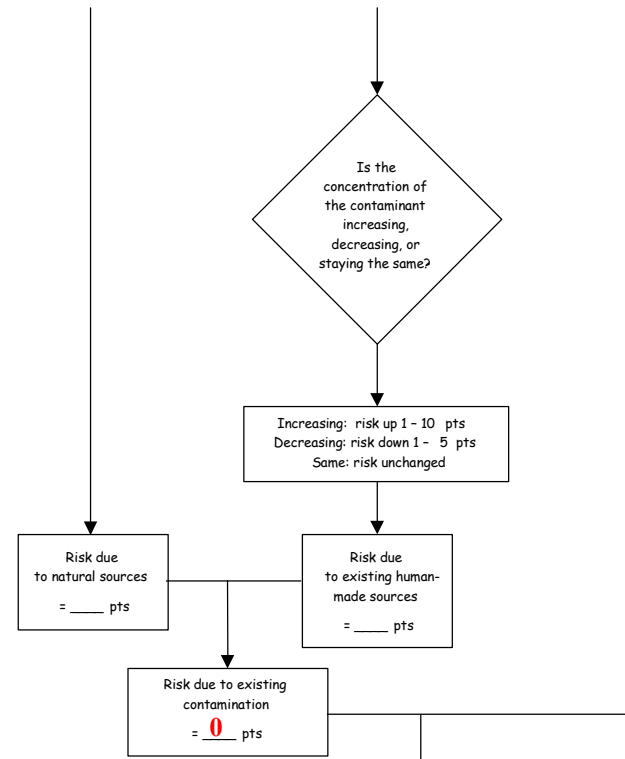 Is the
concentration of
the contaminant
increasing,
decreasing, or
staying the same?
Increasing: risk up 1 – 10 pts
Decreasing: risk down 1 – 5 pts
Same: risk unchanged
Risk due
to natural sources
= ____ pts
Risk due
to existing human-
made sources
= ____ pts
Risk due to existing
contamination
= __0__ pts